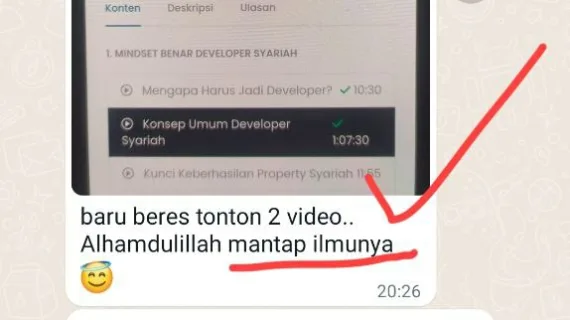 Konten Deskripsi Ulasan
1. MINDSET BENAR DEVELOPER SYARIAH
Mengapa Harus Jadi Developer? 10:30
Konsep Umum Developer
Syariah 1:07:30
Kunci Keberhasilan Property Syariah 11:55
baru beres tonton 2 video..
Alhamdulillah mantap ilmunya
20:26